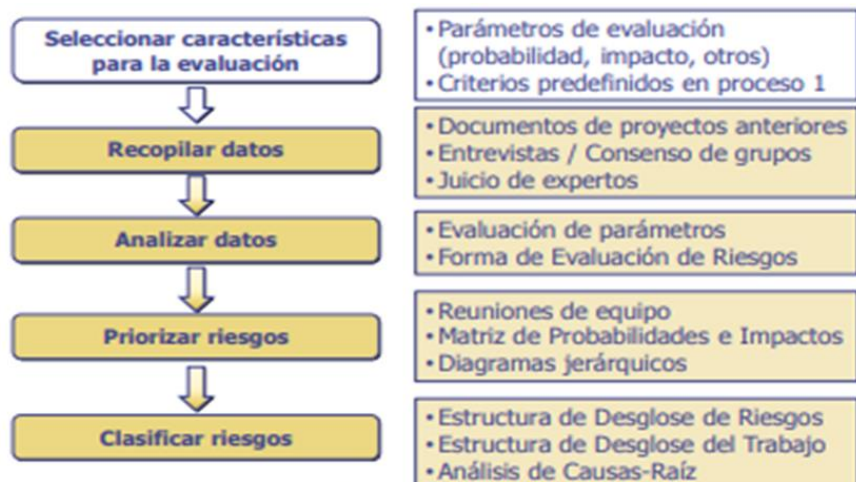 Seleccionar características
para la evaluación
• Parámetros de evaluación
(probabilidad, impacto, otros)
• Criterios predefinidos en proceso 1
Recopilar datos
• Documentos de proyectos anteriores
• Entrevistas / Consenso de grupos
• Juicio de expertos
Analizar datos
• Evaluación de parámetros
• Forma de Evaluación de Riesgos
Priorizar riesgos
• Reuniones de equipo
• Matriz de Probabilidades e Impactos
• Diagramas jerárquicos
Clasificar riesgos
• Estructura de Desglose de Riesgos
• Estructura de Desglose del Trabajo
• Análisis de Causas-Raíz